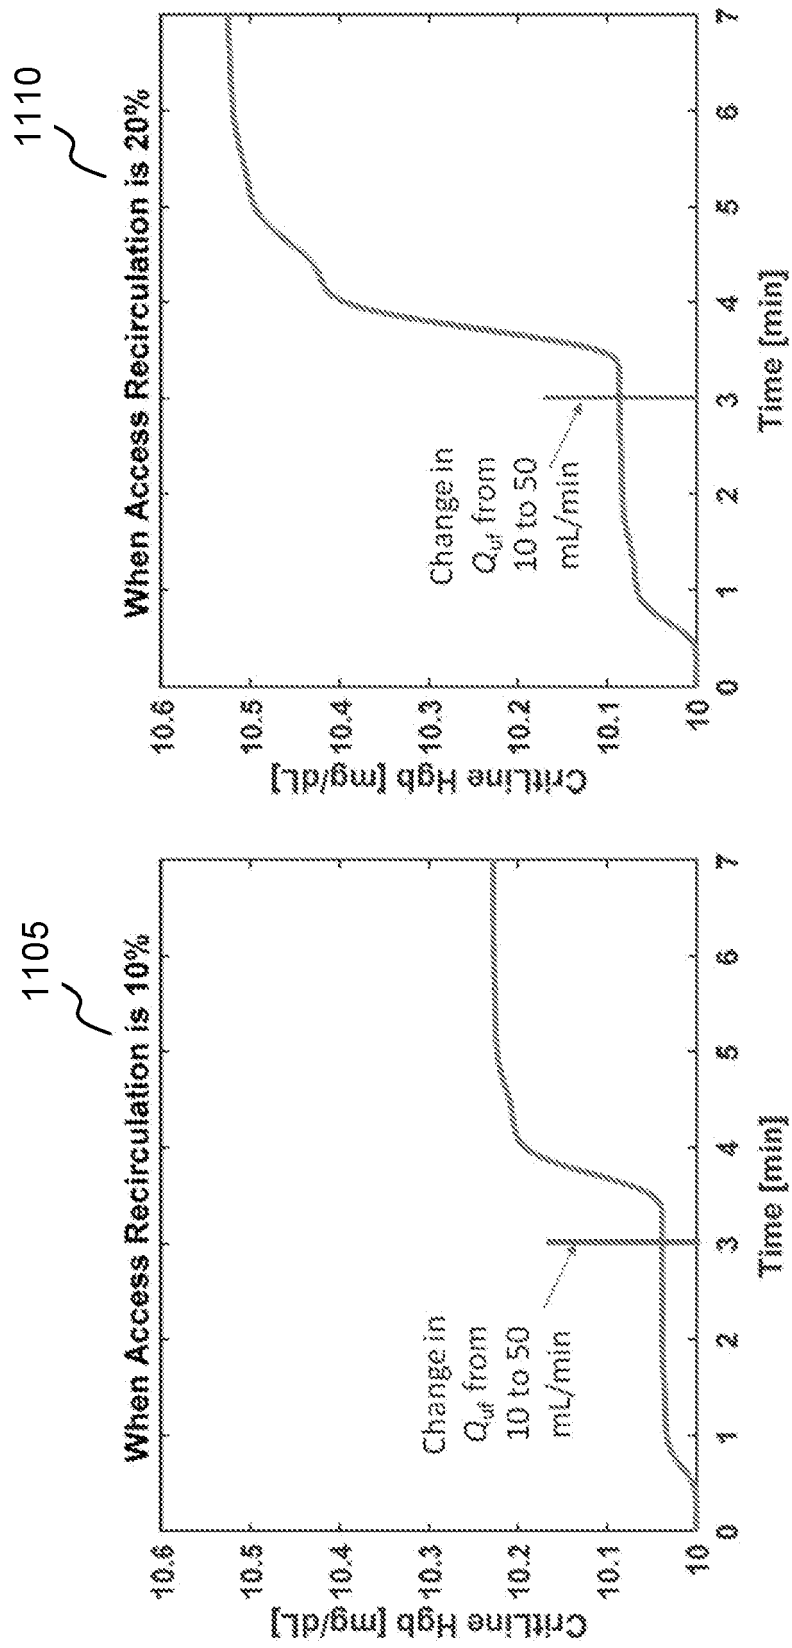 1105
When Access Recirculation is 10%
CritLine Hgb [mg/dL]
10.6
10.5
10.4
10.3
10.2
10.1
10
Change in
Quf from
10 to 50
mL/min
0 1 2 3 4 5 6 7
Time [min]
1110
When Access Recirculation is 20%
CritLine Hgb [mg/dL]
10.6
10.5
10.4
10.3
10.2
10.1
10
Change in
Quf from
10 to 50
mL/min
0 1 2 3 4 5 6 7
Time [min]